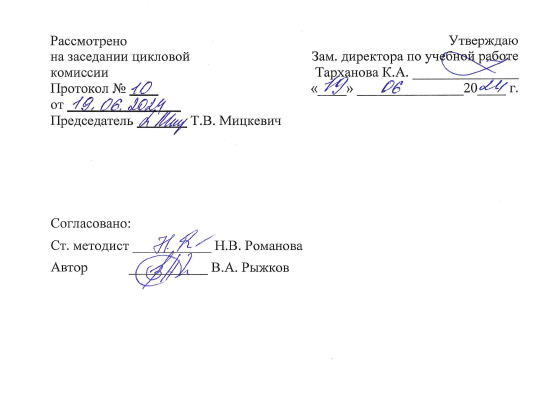 Рассмотрено
на заседании цикловой
комиссии
Протокол № 10
от 19.06.2024
Председатель Т.В. Мицкевич
Утверждаю
Зам. директора по учебной работе
Тарханова К.А.
«19» 06 2024 г.
Согласовано:
Ст. методист Н.В. Романова
Автор В.А. Рыжков